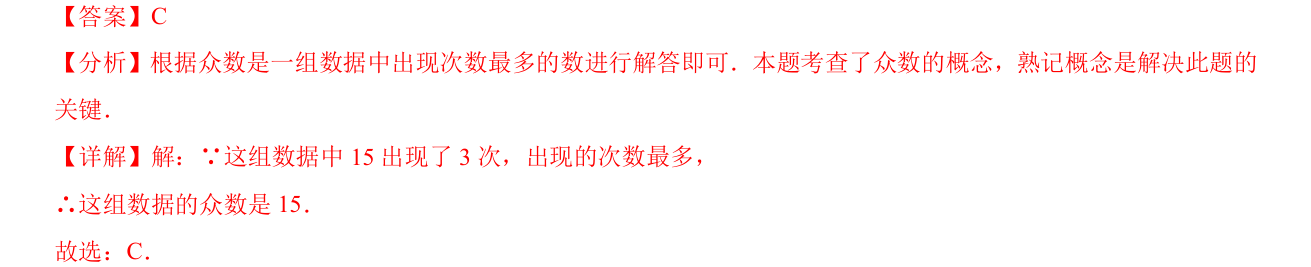 【答案】C
【分析】根据众数是一组数据中出现次数最多的数进行解答即可．本题考查了众数的概念，熟记概念是解决此题的
关键．
【详解】解：∵这组数据中 15 出现了 3 次，出现的次数最多，
∴这组数据的众数是 15．
故选：C．